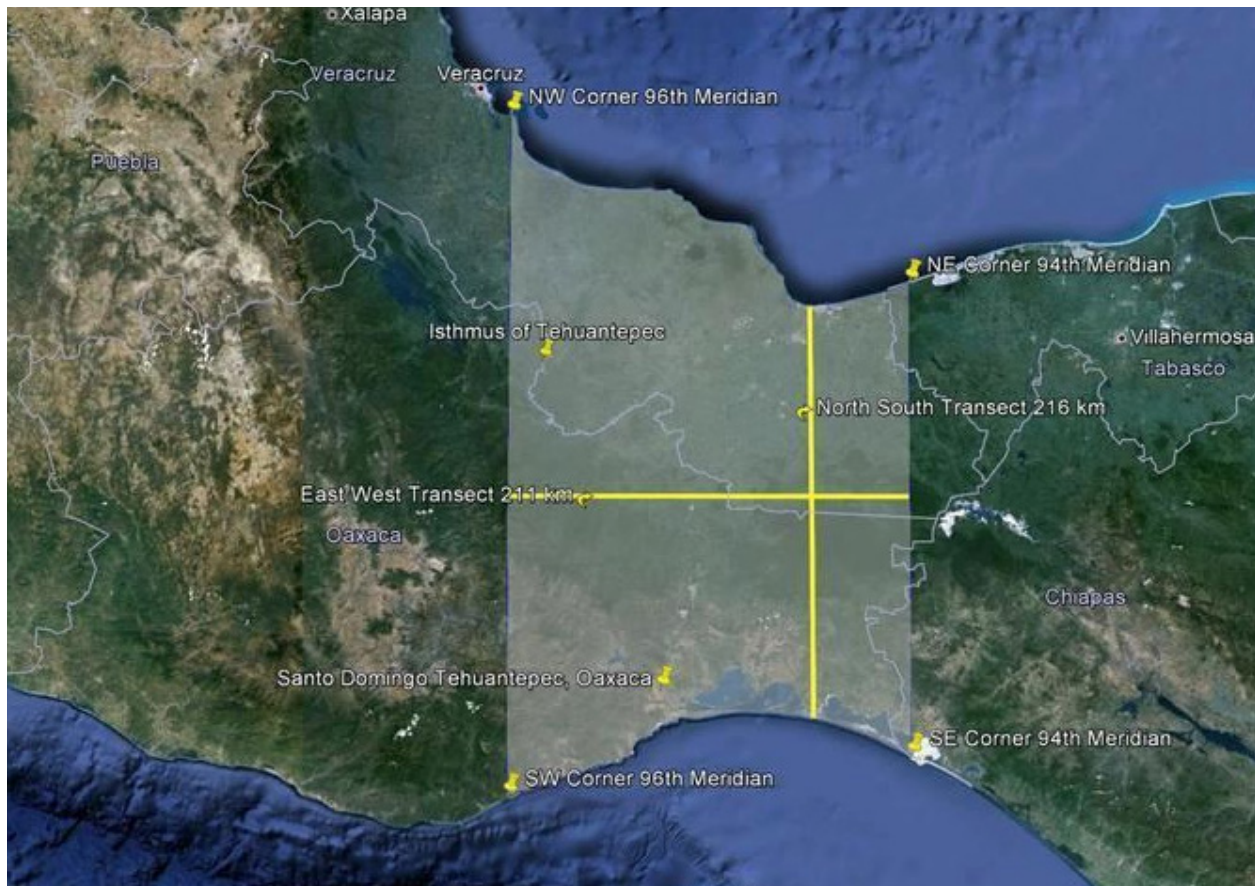 Xalapa
Veracruz
Veracruz
NW Corner 96th Meridian
Puebla
NE Corner 94th Meridian
Isthmus of Tehuantepec
Villahermosa
Tabasco
North South Transect 216 km
East West Transect 211 km
Oaxaca
Chiapas
Santo Domingo Tehuantepec, Oaxaca
SE Corner 94th Meridian
SW Corner 96th Meridian